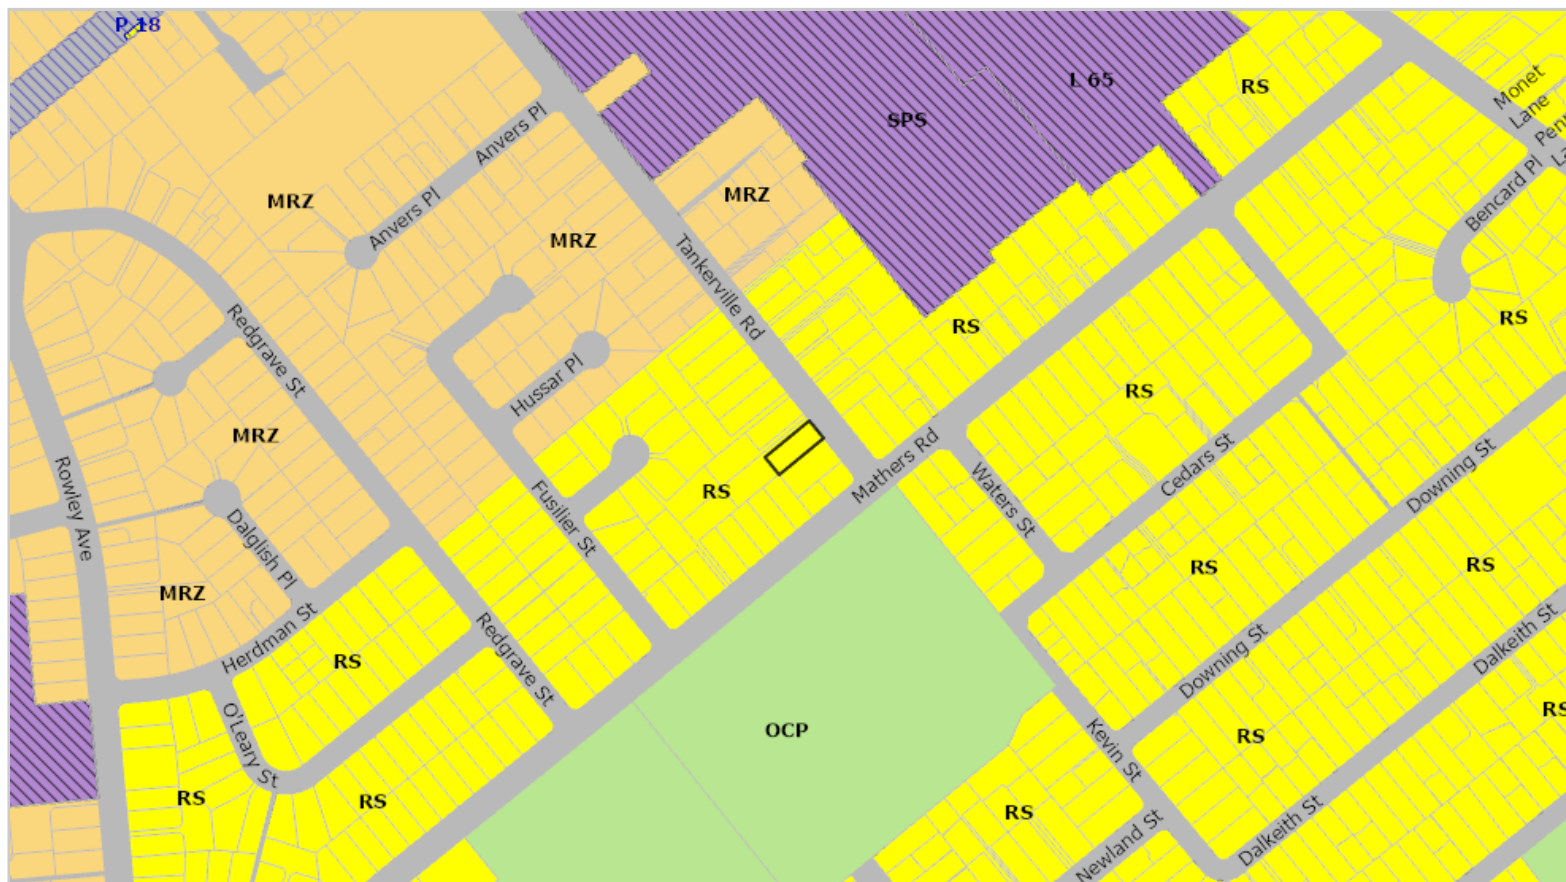 P 18
L 65
RS
Monet
Lane
SPS
Anvers Pl
Bencard Pl
MRZ
MRZ
Anvers Pl
MRZ
Tankerville Rd
RS
RS
Redgrave St
Hussar Pl
RS
MRZ
Mathers Rd
Cedars St
Downing St
Rowley Ave
RS
Waters St
Fusilier St
Dalglish Pl
RS
RS
MRZ
Herdman St
Dalkeith St
RS
Redgrave St
Downing St
RS
O'Leary St
OCP
RS
Kevin St
RS
RS
RS
Newland St
Dalkeith St